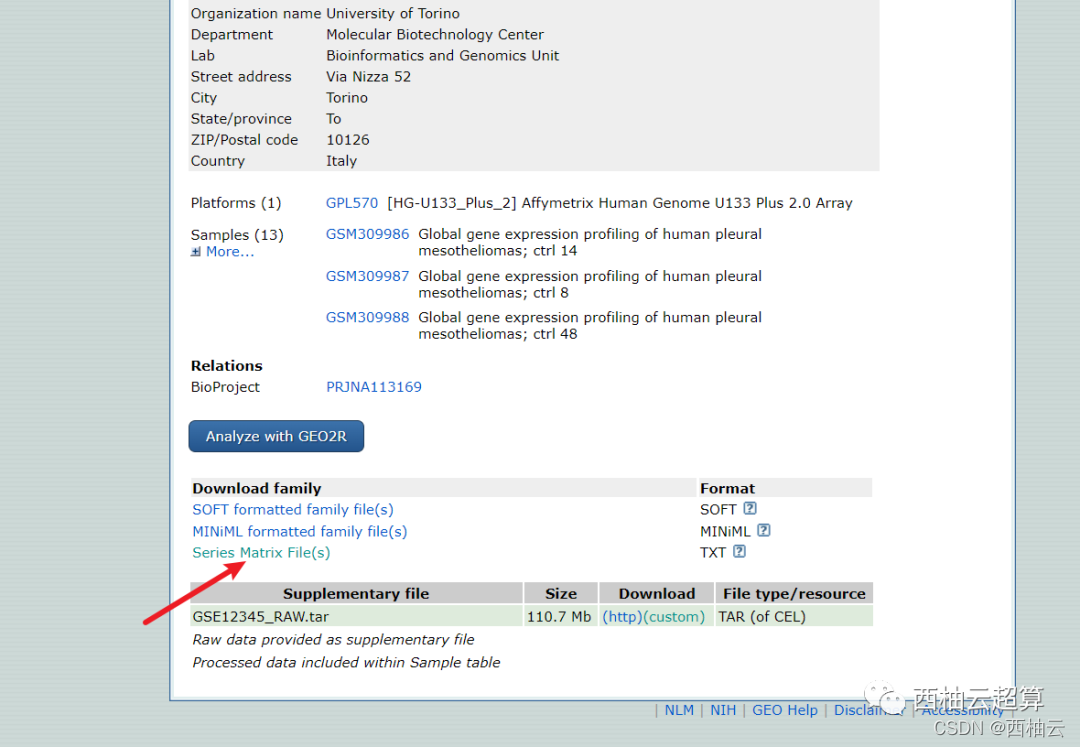 Organization name University of Torino
Department Molecular Biotechnology Center
Lab Bioinformatics and Genomics Unit
Street address Via Nizza 52
City Torino
State/province To
ZIP/Postal code 10126
Country Italy
Platforms (1) GPL570 [HG-U133_Plus_2] Affymetrix Human Genome U133 Plus 2.0 Array
Samples (13) GSM309986 Global gene expression profiling of human pleural
More... mesotheliomas; ctrl 14
GSM309987 Global gene expression profiling of human pleural
mesotheliomas; ctrl 8
GSM309988 Global gene expression profiling of human pleural
mesotheliomas; ctrl 48
Relations
BioProject PRJNA113169
Analyze with GEO2R
Download family Format
SOFT formatted family file(s) SOFT ?
MINiML formatted family file(s) MINiML ?
Series Matrix File(s) TXT ?
Supplementary file Size Download File type/resource
GSE12345_RAW.tar 110.7 Mb (http)(custom) TAR (of CEL)
Raw data provided as supplementary file
Processed data included within Sample table
西柚云超算
| NLM | NIH | GEO Help | Disclaimer | Accessibility |
CSDN @西柚云